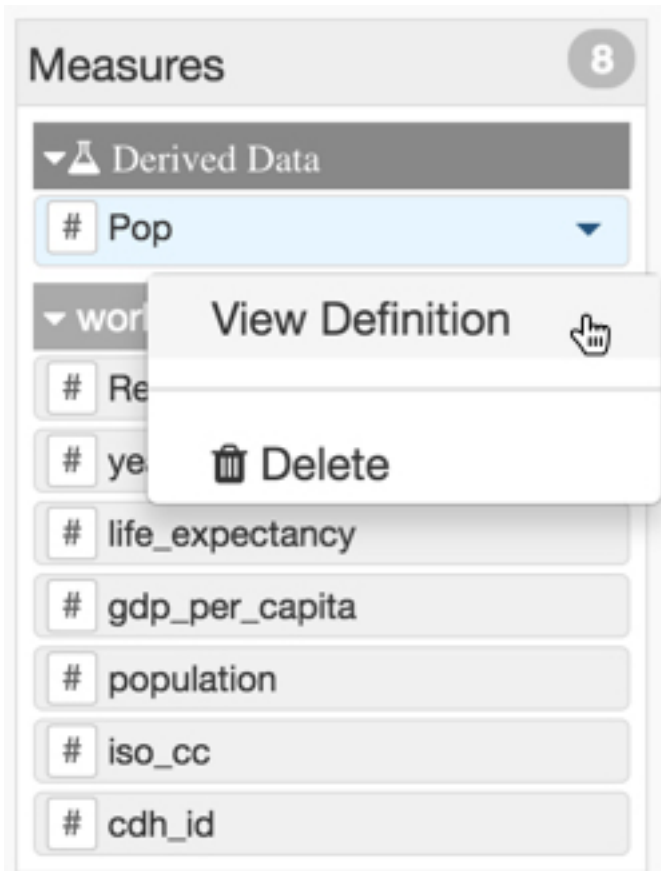 Measures 8
Derived Data
# Pop
View Definition
#
#
Delete
# life_expectancy
# gdp_per_capita
# population
# iso_cc
# cdh_id